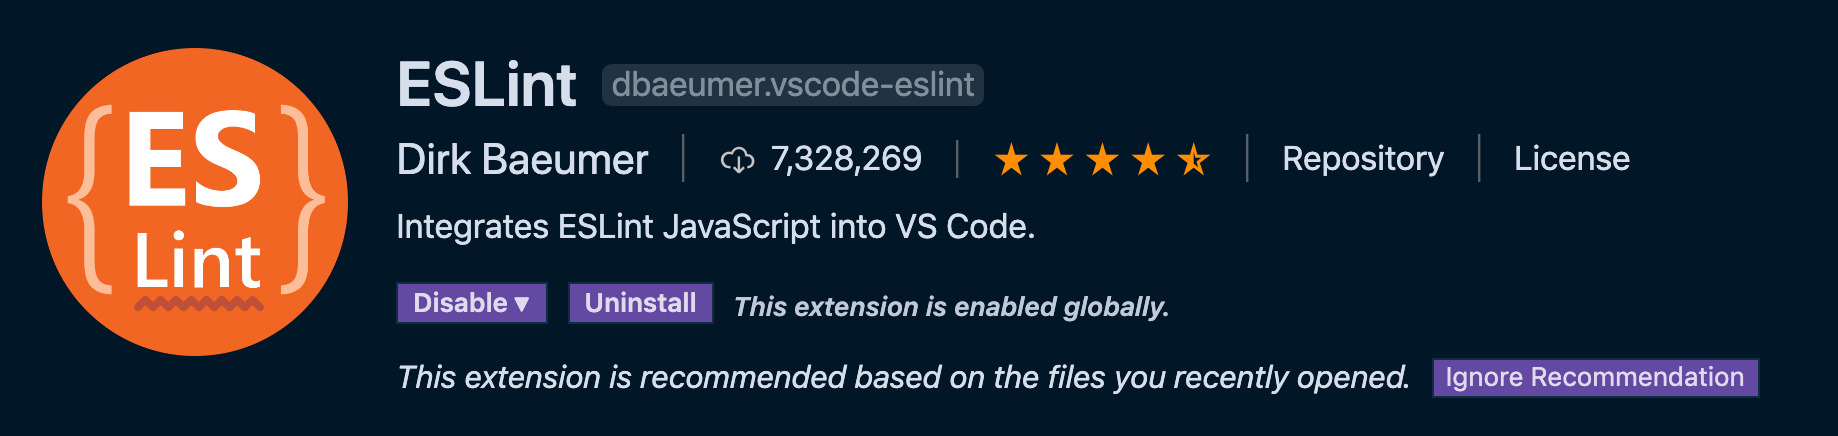 {ES
Lint}
ESLint dbaeumer.vscode-eslint
Dirk Baeumer | 7,328,269 | ★★★★⯪ | Repository | License
Integrates ESLint JavaScript into VS Code.
Disable ▾ Uninstall This extension is enabled globally.
This extension is recommended based on the files you recently opened. Ignore Recommendation